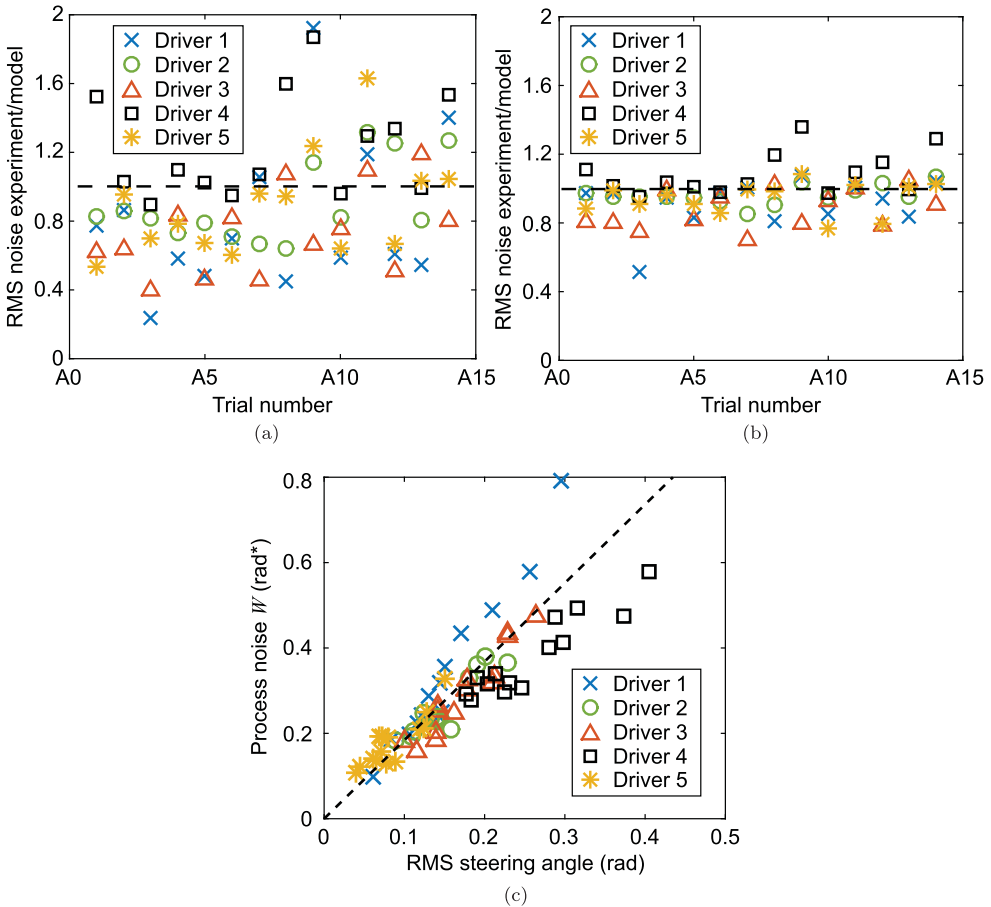 2
1.6
1.2
0.8
0.4
0
RMS noise experiment/model
Driver 1
Driver 2
Driver 3
Driver 4
Driver 5
A0
A5
A10
A15
Trial number
(a)
2
1.6
1.2
0.8
0.4
0
RMS noise experiment/model
Driver 1
Driver 2
Driver 3
Driver 4
Driver 5
A0
A5
A10
A15
Trial number
(b)
0.8
0.6
0.4
0.2
0
Process noise W (rad*)
Driver 1
Driver 2
Driver 3
Driver 4
Driver 5
0
0.1
0.2
0.3
0.4
0.5
RMS steering angle (rad)
(c)